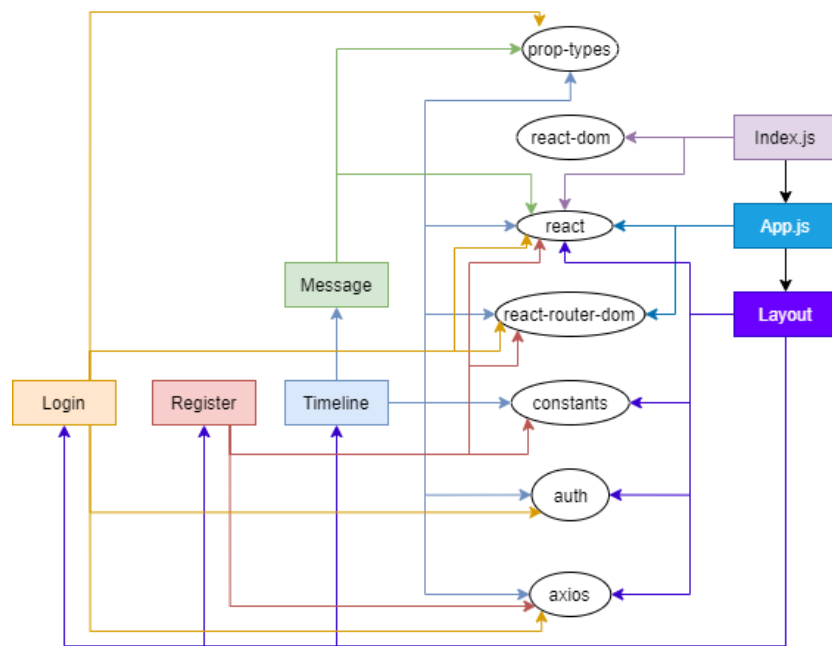 prop-types
react-dom
Index.js
react
App.js
Message
react-router-dom
Layout
Login
Register
Timeline
constants
auth
axios